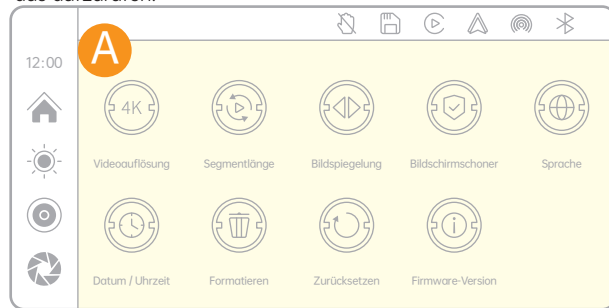 12:00
A
4K
Videoauflösung Segmentlänge Bildspiegelung Bildschirmschoner Sprache
Datum / Uhrzeit Formatieren Zurücksetzen Firmware-Version